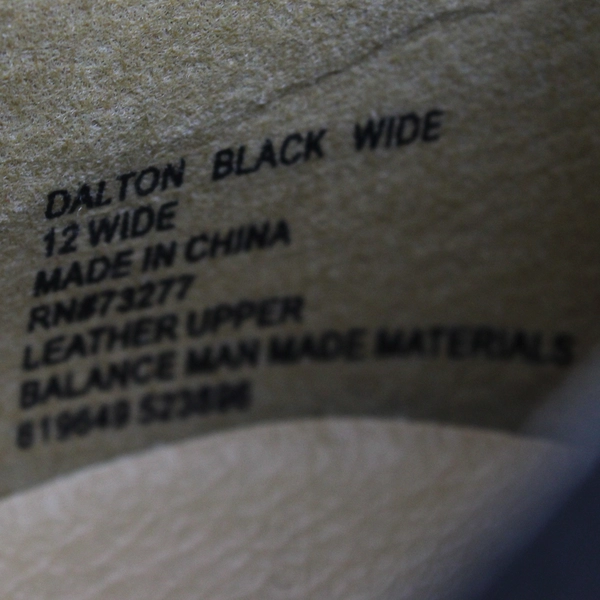 DALTON BLACK WIDE
12 WIDE
MADE IN CHINA
RN#73277
LEATHER UPPER
BALANCE MAN MADE MATERIALS